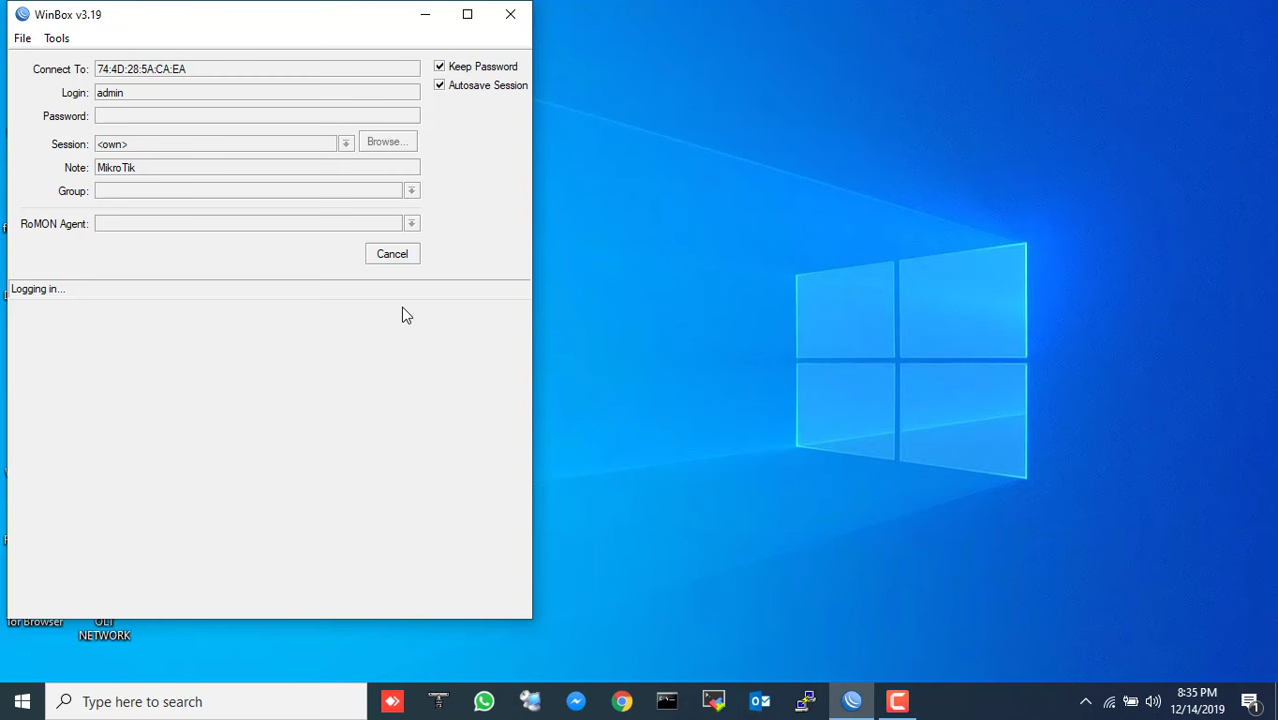 WinBox v3.19
File Tools
Connect To: 74:4D:28:5A:CA:EA
Keep Password
Autosave Session
Login: admin
Password:
Session: <own> Browse...
Note: MikroTik
Group:
RoMON Agent:
Cancel
Logging in...
Tor Browser
OLT
NETWORK
Type here to search
8:35 PM
12/14/2019
1